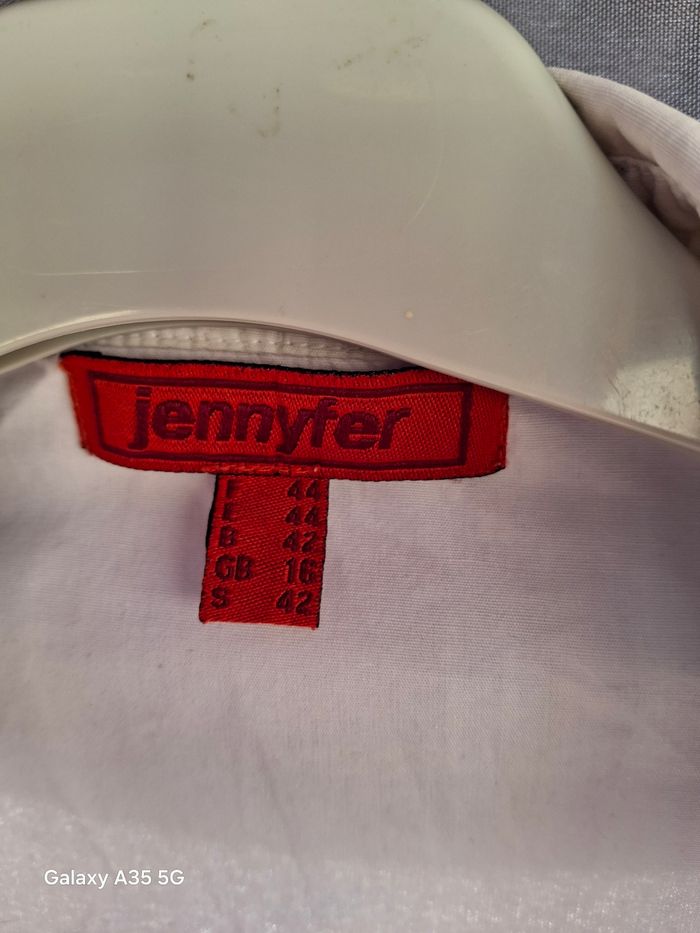 jennyfer
F 44
E 44
B 42
GB 16
S 42
Galaxy A35 5G